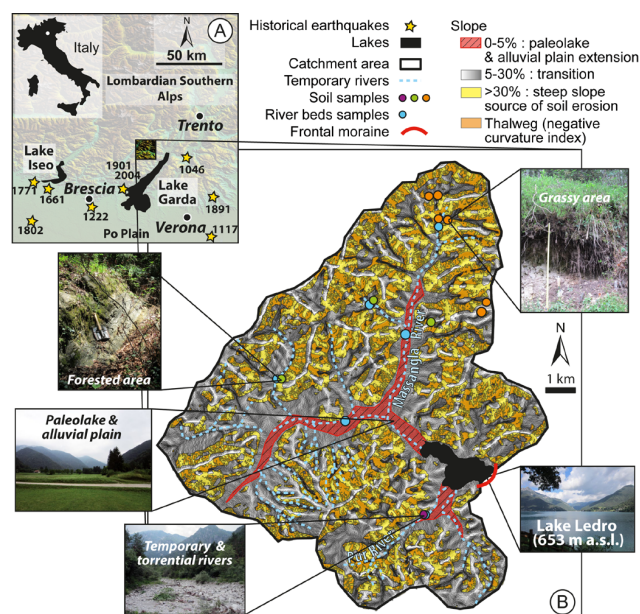 Italy
N
A
50 km
Lombardian Southern
Alps
Trento
Lake
Iseo
1901
2004
1046
1771
1661
Brescia
Lake
Garda
1222
1891
1802
Po Plain
Verona
1117
Historical earthquakes
Lakes
Catchment area
Temporary rivers
Soil samples
River beds samples
Frontal moraine
Slope
0-5% : paleolake
& alluvial plain extension
5-30% : transition
>30% : steep slope
source of soil erosion
Thalweg (negative
curvature index)
Grassy area
Forested area
N
1 km
Massangla River
Paleolake &
alluvial plain
Temporary &
torrential rivers
Pur River
Lake Ledro
(653 m a.s.l.)
B